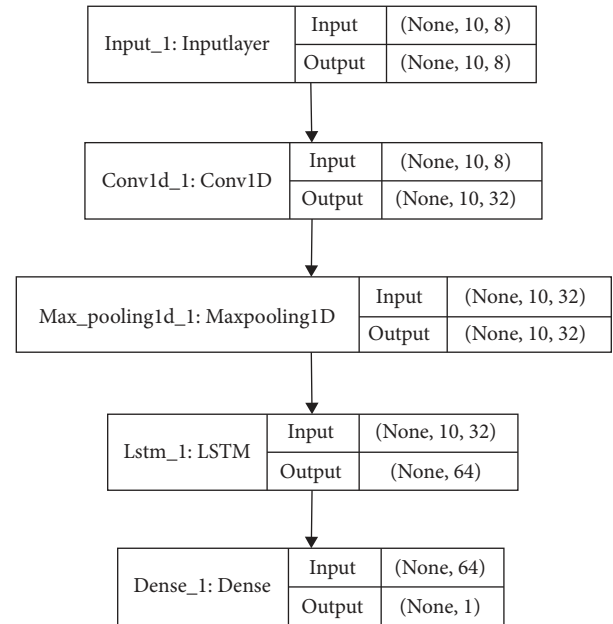 Input_1: Inputlayer
Input (None, 10, 8)
Output (None, 10, 8)
Conv1d_1: Conv1D
Input (None, 10, 8)
Output (None, 10, 32)
Max_pooling1d_1: Maxpooling1D
Input (None, 10, 32)
Output (None, 10, 32)
Lstm_1: LSTM
Input (None, 10, 32)
Output (None, 64)
Dense_1: Dense
Input (None, 64)
Output (None, 1)